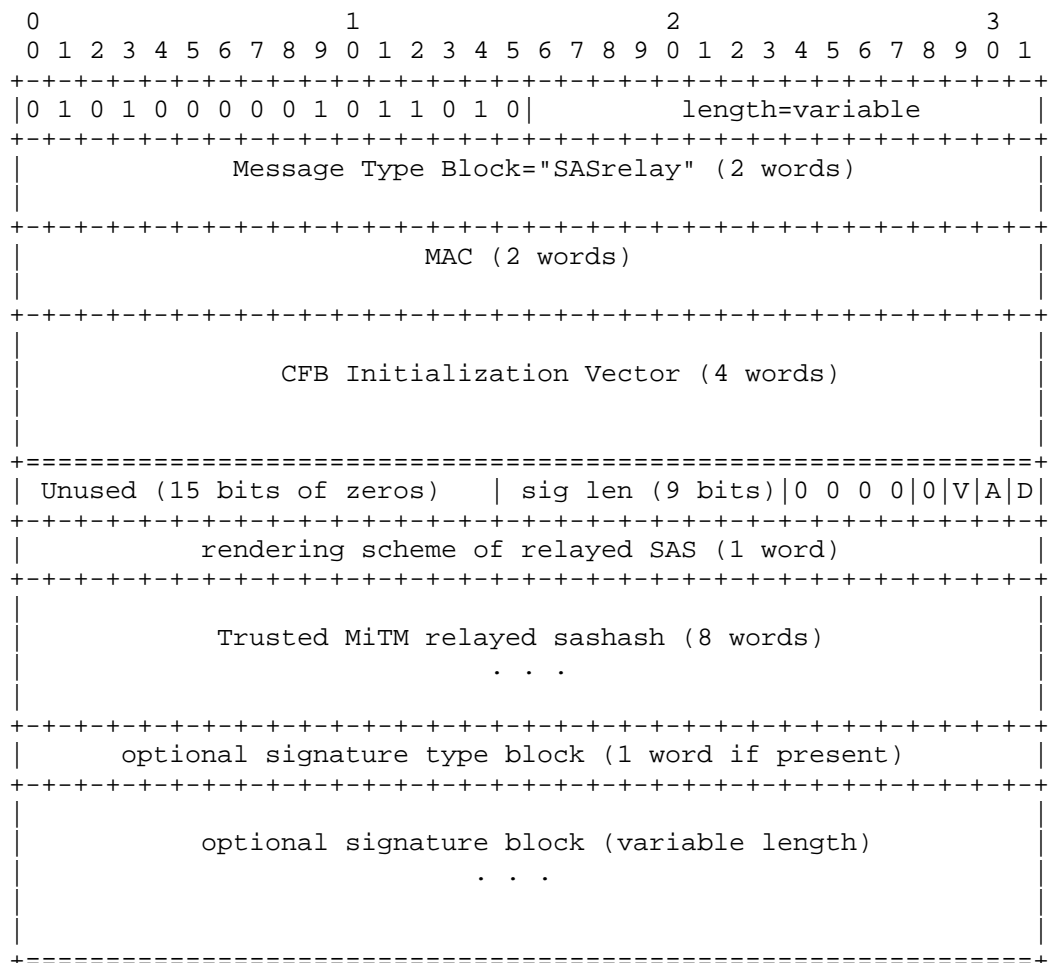 0                   1                   2                   3
 0 1 2 3 4 5 6 7 8 9 0 1 2 3 4 5 6 7 8 9 0 1 2 3 4 5 6 7 8 9 0 1
+-+-+-+-+-+-+-+-+-+-+-+-+-+-+-+-+-+-+-+-+-+-+-+-+-+-+-+-+-+-+-+-+
|0 1 0 1 0 0 0 0 0 1 0 1 1 0 1 0|         length=variable       |
+-+-+-+-+-+-+-+-+-+-+-+-+-+-+-+-+-+-+-+-+-+-+-+-+-+-+-+-+-+-+-+-+
|             Message Type Block="SASrelay" (2 words)           |
|                                                               |
+-+-+-+-+-+-+-+-+-+-+-+-+-+-+-+-+-+-+-+-+-+-+-+-+-+-+-+-+-+-+-+-+
|                         MAC (2 words)                         |
|                                                               |
+-+-+-+-+-+-+-+-+-+-+-+-+-+-+-+-+-+-+-+-+-+-+-+-+-+-+-+-+-+-+-+-+
|                                                               |
|                CFB Initialization Vector (4 words)            |
|                                                               |
|                                                               |
+===============================================================+
| Unused (15 bits of zeros)   | sig len (9 bits)|0 0 0 0|0|V|A|D|
+-+-+-+-+-+-+-+-+-+-+-+-+-+-+-+-+-+-+-+-+-+-+-+-+-+-+-+-+-+-+-+-+
|           rendering scheme of relayed SAS (1 word)            |
+-+-+-+-+-+-+-+-+-+-+-+-+-+-+-+-+-+-+-+-+-+-+-+-+-+-+-+-+-+-+-+-+
|                                                               |
|            Trusted MiTM relayed sashash (8 words)             |
|                             . . .                             |
|                                                               |
+-+-+-+-+-+-+-+-+-+-+-+-+-+-+-+-+-+-+-+-+-+-+-+-+-+-+-+-+-+-+-+-+
|      optional signature type block (1 word if present)        |
+-+-+-+-+-+-+-+-+-+-+-+-+-+-+-+-+-+-+-+-+-+-+-+-+-+-+-+-+-+-+-+-+
|                                                               |
|           optional signature block (variable length)          |
|                            . . .                              |
|                                                               |
|                                                               |
+===============================================================+